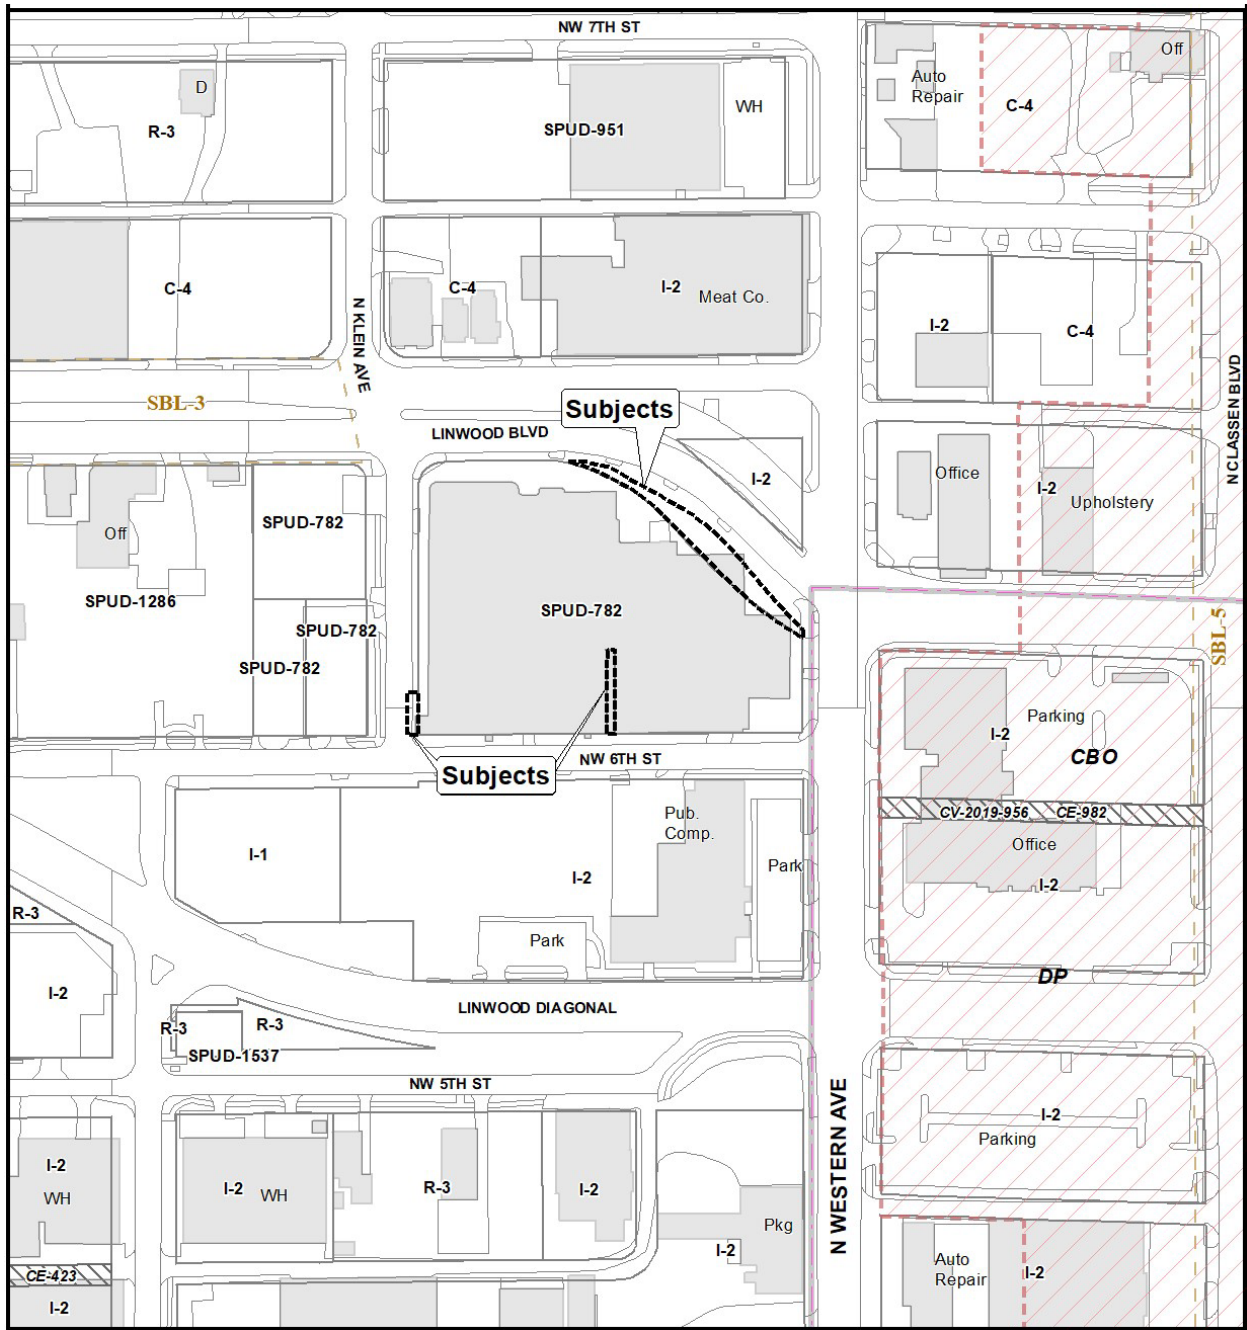 NW 7TH ST
D
R-3
SPUD-951
WH
Auto
Repair
C-4
Off
C-4
N KLEIN AVE
C-4
I-2
Meat Co.
I-2
C-4
N CLASSEN BLVD
SBL-3
LINWOOD BLVD
Subjects
I-2
Office
I-2
Upholstery
Off
SPUD-782
SPUD-1286
SPUD-782
SPUD-782
SPUD-782
SBL-5
Parking
I-2
CBO
Subjects
NW 6TH ST
CV-2019-956
CE-982
Office
I-2
Pub.
Comp.
I-1
I-2
Park
R-3
Park
DP
I-2
LINWOOD DIAGONAL
R-3
R-3
SPUD-1537
NW 5TH ST
N WESTERN AVE
I-2
Parking
I-2
WH
I-2
WH
R-3
I-2
Pkg
I-2
Auto
Repair
I-2
CE-423
I-2